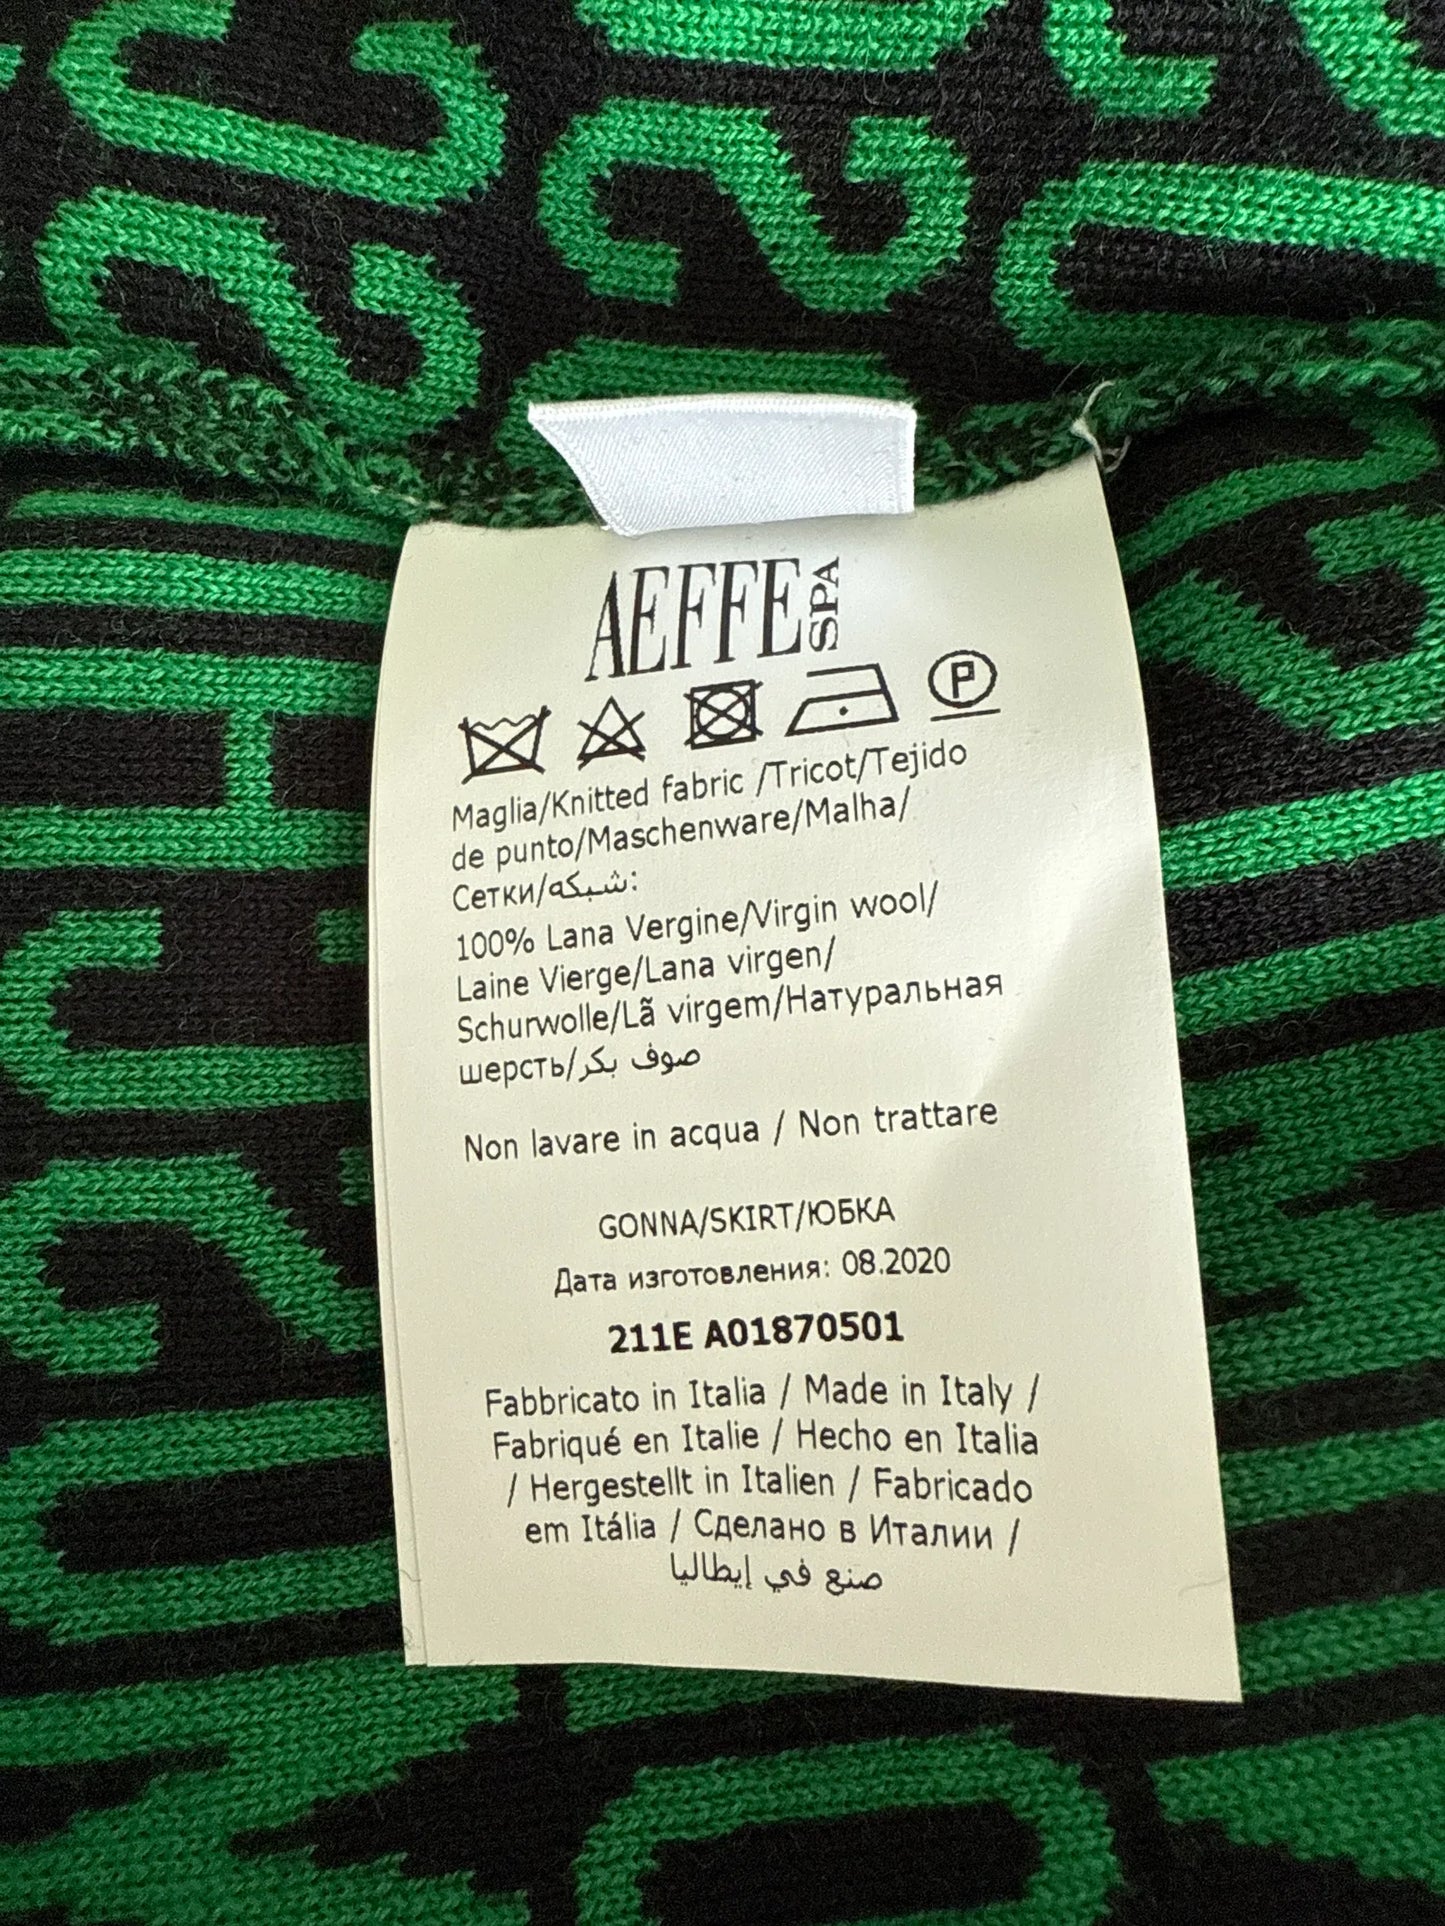 AEFFE SPA
P
Maglia/Knitted fabric /Tricot/Tejido
de punto/Maschenware/Malha/
Сетки/شبكه:
100% Lana Vergine/Virgin wool/
Laine Vierge/Lana virgen/
Schurwolle/Lã virgem/Натуральная
шерсть/صوف بكر
Non lavare in acqua / Non trattare
GONNA/SKIRT/ЮБКА
Дата изготовления: 08.2020
211E A01870501
Fabbricato in Italia / Made in Italy /
Fabriqué en Italie / Hecho en Italia
/ Hergestellt in Italien / Fabricado
em Itália / Сделано в Италии /
صنع في إيطاليا